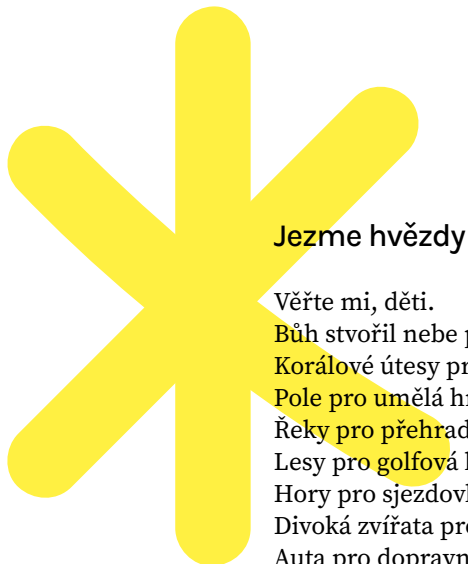 Jezme hvězdy
Věřte mi, děti.
Bůh stvořil nebe
Korálové útesy
Pole pro umělá
Řeky pro
Lesy pro golfová
Hory pro
Divoká zvířata
Auta pro